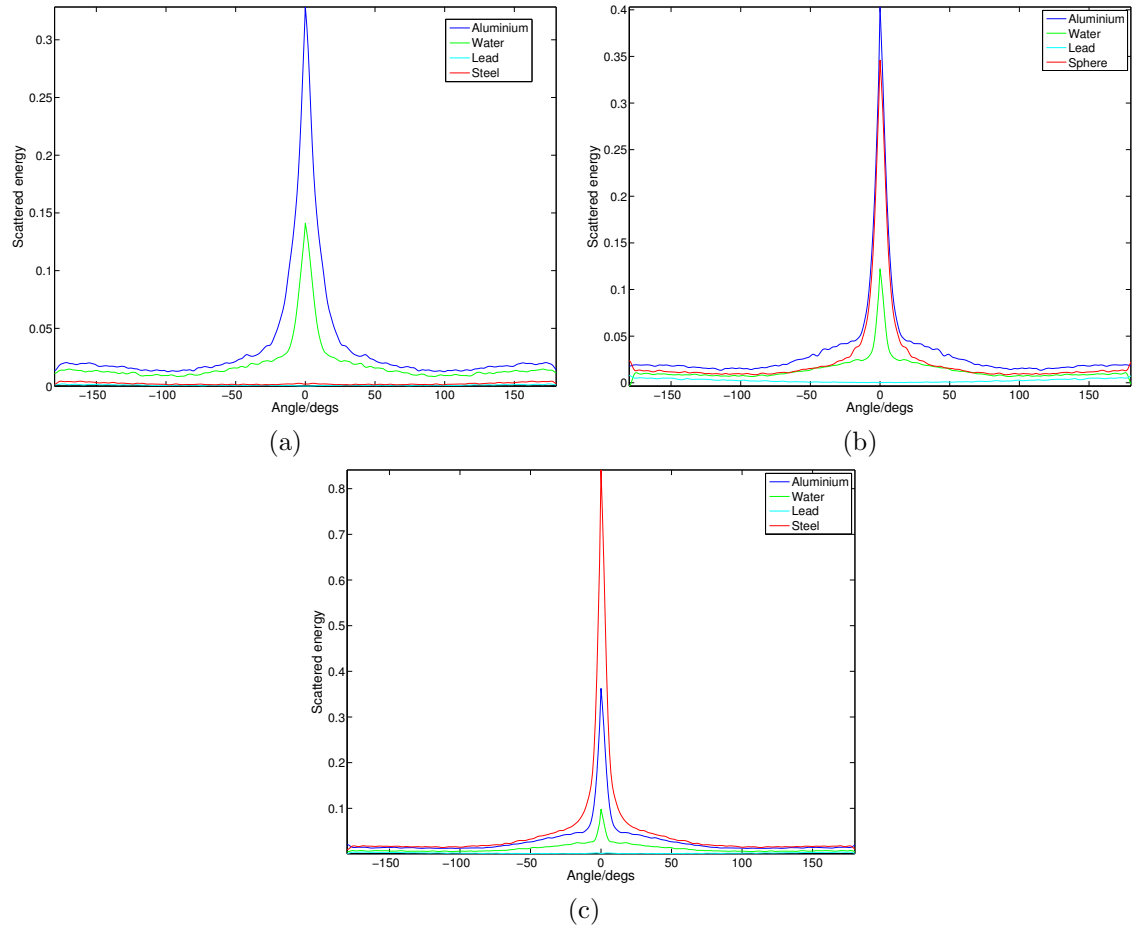 0.3
0.25
0.2
0.15
0.1
0.05
0
Scattered energy
−150 −100 −50 0 50 100 150
Angle/degs
Aluminium
Water
Lead
Steel
(a)
0.4
0.35
0.3
0.25
0.2
0.15
0.1
0.05
0
Scattered energy
−150 −100 −50 0 50 100 150
Angle/degs
Aluminium
Water
Lead
Sphere
(b)
0.8
0.7
0.6
0.5
0.4
0.3
0.2
0.1
Scattered energy
−150 −100 −50 0 50 100 150
Angle/degs
Aluminium
Water
Lead
Steel
(c)